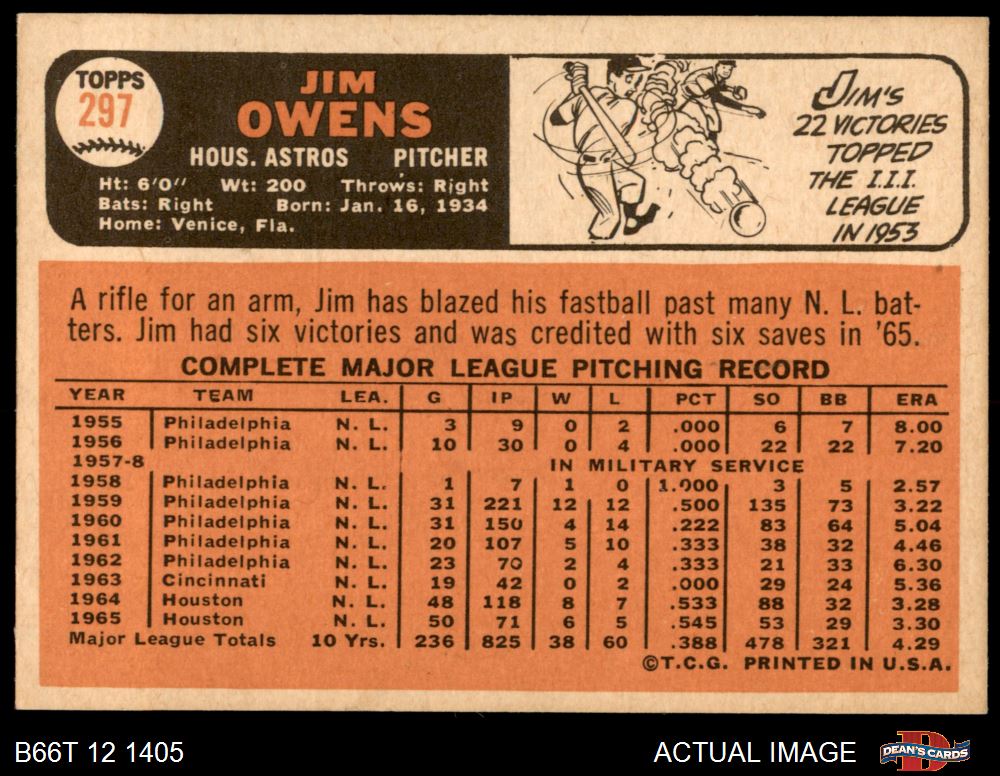 TOPPS
297
JIM
OWENS
HOUS. ASTROS PITCHER
Ht: 6'0" Wt: 200 Throws: Right
Bats: Right Born: Jan. 16, 1934
Home: Venice, Fla.
JIM'S
22 VICTORIES
TOPPED
THE I.I.I.
LEAGUE
IN 1953
A rifle for an arm, Jim has blazed his fastball past many N. L. bat-
ters. Jim had six victories and was credited with six saves in '65.
COMPLETE MAJOR LEAGUE PITCHING RECORD
YEAR TEAM LEA. G IP W L PCT SO BB ERA
1955 Philadelphia N. L. 3 9 0 2 .000 6 7 8.00
1956 Philadelphia N. L. 10 30 0 4 .000 22 22 7.20
1957-8 IN MILITARY SERVICE
1958 Philadelphia N. L. 1 7 1 0 1.000 3 5 2.57
1959 Philadelphia N. L. 31 221 12 12 .500 135 73 3.22
1960 Philadelphia N. L. 31 150 4 14 .222 83 64 5.04
1961 Philadelphia N. L. 20 107 5 10 .333 38 32 4.46
1962 Philadelphia N. L. 23 70 2 4 .333 21 33 6.30
1963 Cincinnati N. L. 19 42 0 2 .000 29 24 5.36
1964 Houston N. L. 48 118 8 7 .533 88 32 3.28
1965 Houston N. L. 50 71 6 5 .545 53 29 3.30
Major League Totals 10 Yrs. 236 825 38 60 .388 478 321 4.29
©T.C.G. PRINTED IN U.S.A.
B66T 12 1405
ACTUAL IMAGE
DEAN'S CARDS